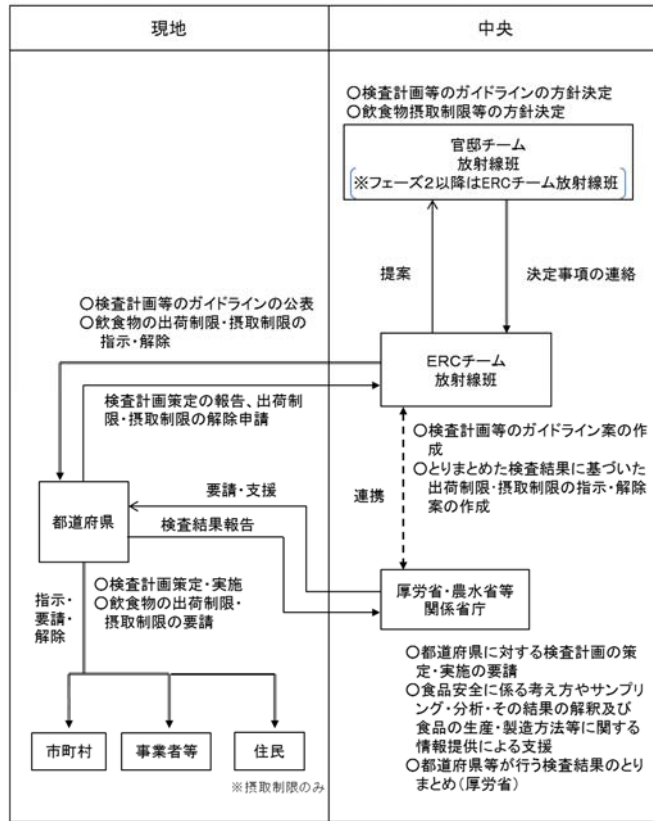 現地
中央
○検査計画等のガイドラインの方針決定
○飲食物摂取制限等の方針決定
官邸チーム
放射線班
※フェーズ2以降はERCチーム放射線班
提案
決定事項の連絡
○検査計画等のガイドラインの公表
○飲食物の出荷制限・摂取制限の
指示・解除
ERCチーム
放射線班
検査計画策定の報告、出荷制
限・摂取制限の解除申請
○検査計画等のガイドライン案の作
成
○とりまとめた検査結果に基づいた
出荷制限・摂取制限の指示・解除
案の作成
連携
要請・支援
都道府県
検査結果報告
厚労省・農水省等
関係省庁
指示・
要請・
解除
○検査計画策定・実施
○飲食物の出荷制限・
摂取制限の要請
○都道府県に対する検査計画の策
定・実施の要請
○食品安全に係る考え方やサンプリ
ング・分析・その結果の解釈及び
食品の生産・製造方法等に関する
情報提供による支援
○都道府県等が行う検査結果のとり
まとめ(厚労省)
市町村
事業者等
住民
※摂取制限のみ